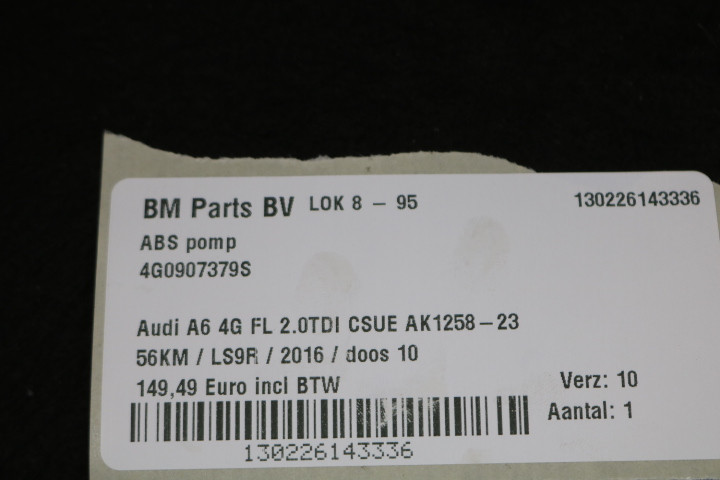 BM Parts BV LOK 8 - 95 130226143336
ABS pomp
4G0907379S
Audi A6 4G FL 2.0TDI CSUE AK1258-23
56KM / LS9R / 2016 / doos 10
149,49 Euro incl BTW Verz: 10
Aantal: 1
130226143336